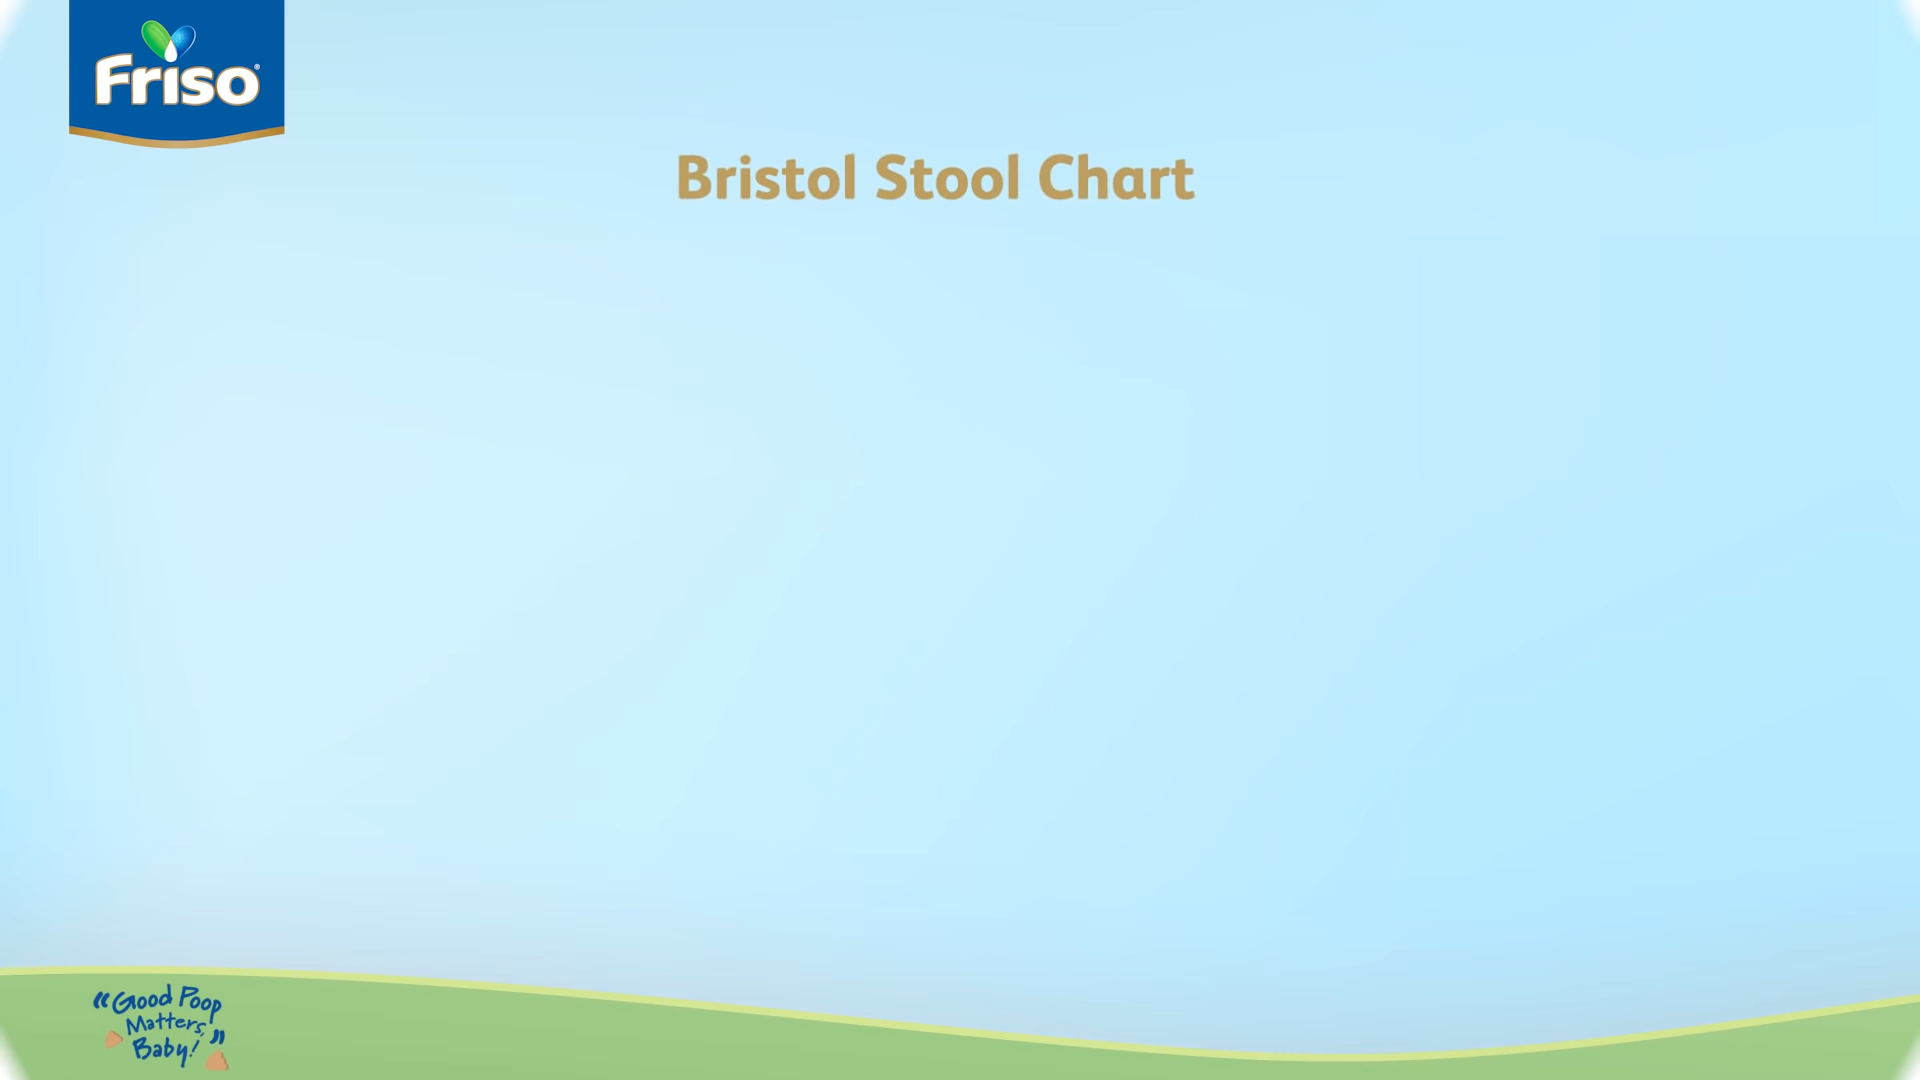 Friso®
Bristol Stool Chart
“Good Poop
Matters,
Baby!”